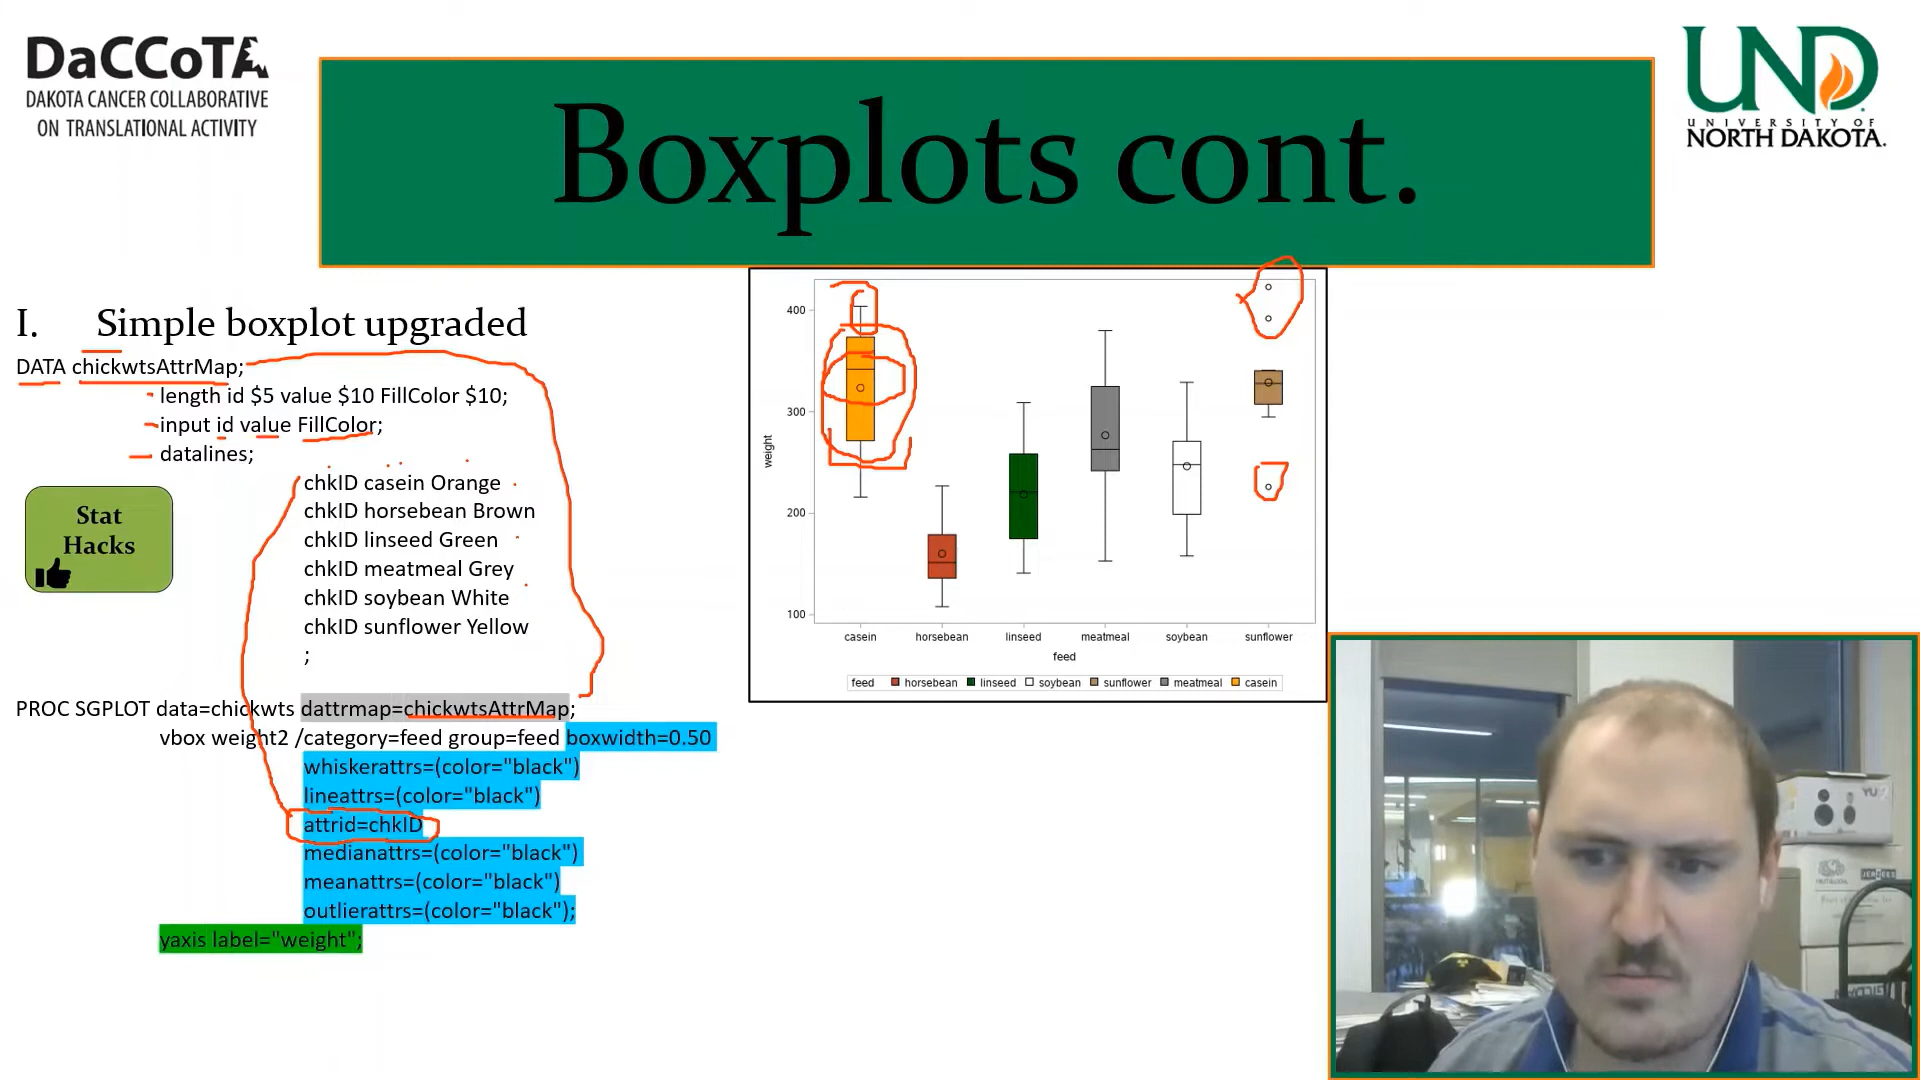 DaCCoTA
DAKOTA CANCER COLLABORATIVE
ON TRANSLATIONAL ACTIVITY
Boxplots cont.
UND
UNIVERSITY OF
NORTH DAKOTA.
I. Simple boxplot upgraded
DATA chickwtsAttrMap;
length id $5 value $10 FillColor $10;
input id value FillColor;
datalines;
chkID casein Orange
chkID horsebean Brown
chkID linseed Green
chkID meatmeal Grey
chkID soybean White
chkID sunflower Yellow
;
Stat
Hacks
PROC SGPLOT data=chickwts dattrmap=chickwtsAttrMap;
vbox weight2 /category=feed group=feed boxwidth=0.50
whiskerattrs=(color="black")
lineattrs=(color="black")
attrid=chkID
medianattrs=(color="black")
meanattrs=(color="black")
outlierattrs=(color="black");
yaxis label="weight";
400
300
200
100
weight
casein horsebean linseed meatmeal soybean sunflower
feed
feed horsebean linseed soybean sunflower meatmeal casein